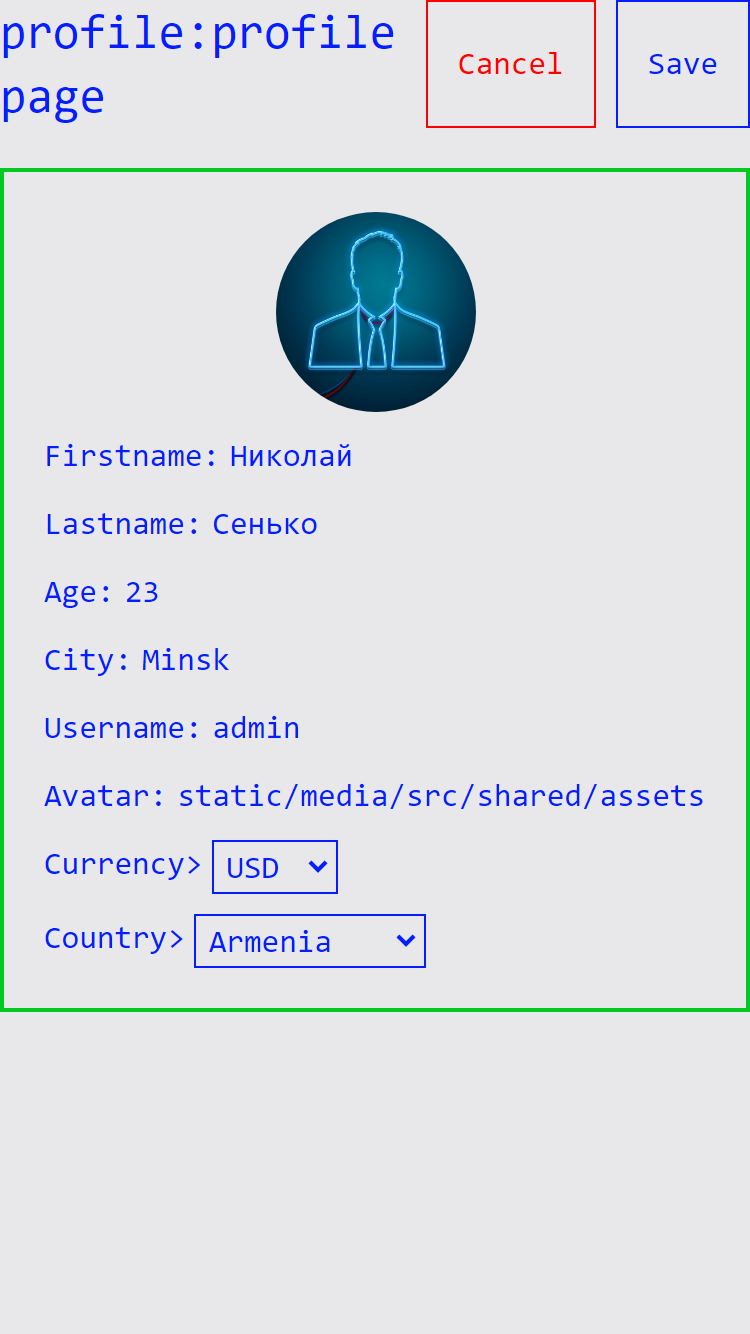 profile:profile
page
Cancel
Save
Firstname: Николай
Lastname: Сенько
Age: 23
City: Minsk
Username: admin
Avatar: static/media/src/shared/assets
Currency> USD
Country> Armenia